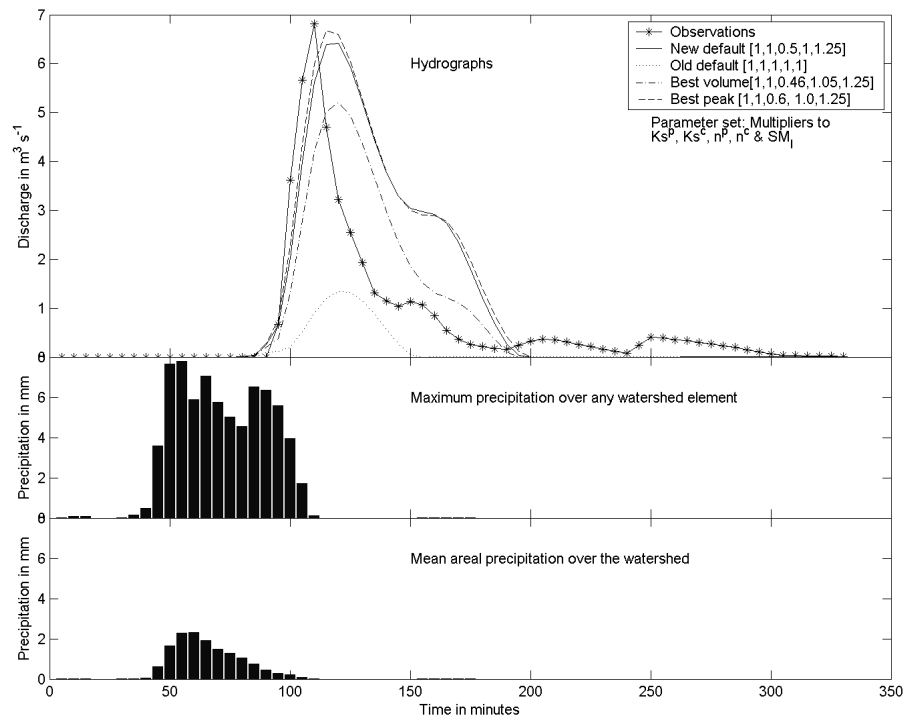 7
6
5
4
3
2
1
0
Discharge in m³ s⁻¹
Hydrographs
Observations
New default [1,1,0.5,1,1.25]
Old default [1,1,1,1,1]
Best volume[1,1,0.46,1.05,1.25]
Best peak [1,1,0.6, 1.0,1.25]
Parameter set: Multipliers to
Ksᵖ, Ksᶜ, nᵖ, nᶜ & SMI
6
4
2
0
Precipitation in mm
Maximum precipitation over any watershed element
6
4
2
0
Precipitation in mm
Mean areal precipitation over the watershed
0 50 100 150 200 250 300 350
Time in minutes